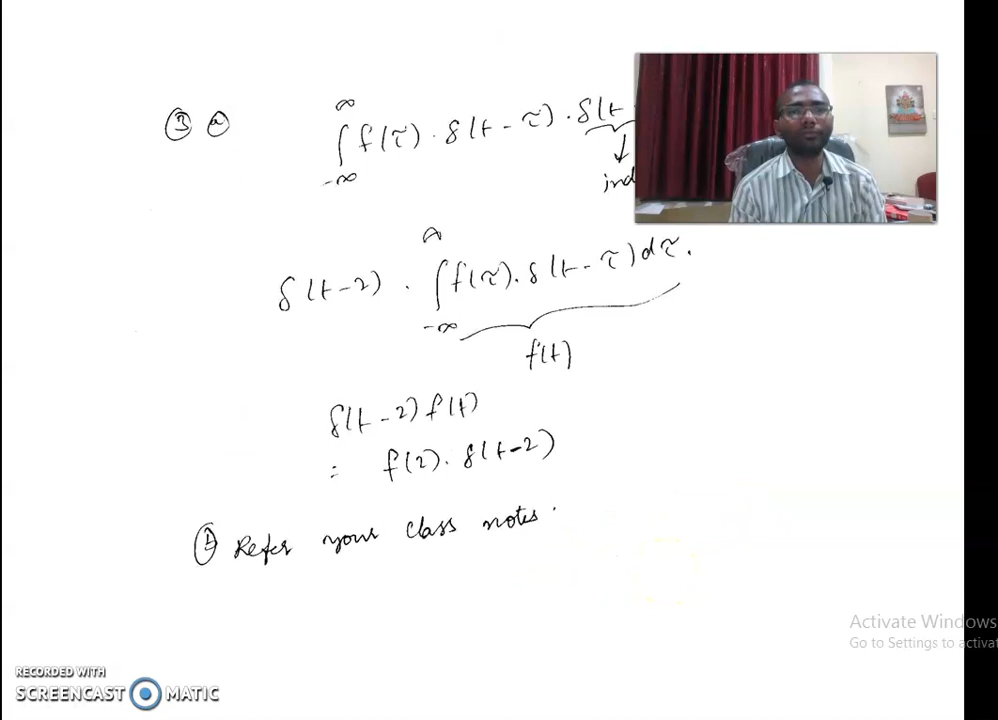 ③ ⓐ ∫_{-∞}^{∞} f(τ) · δ(t - τ) · δ(t
↓
ind
δ(t-2) · ∫_{-∞} f(τ) · δ(t - τ) dτ.
f(t)
δ(t-2) f(t)
= f(2) · δ(t-2)
Refer your class notes.
Activate Windows
Go to Settings to activat
RECORDED WITH
SCREENCAST MATIC